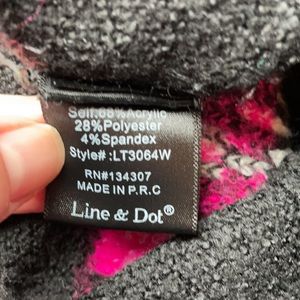 Self:68%Acrylic
28%Polyester
4%Spandex
Style#:LT3064W
RN#134307
MADE IN P.R.C
Line & Dot®